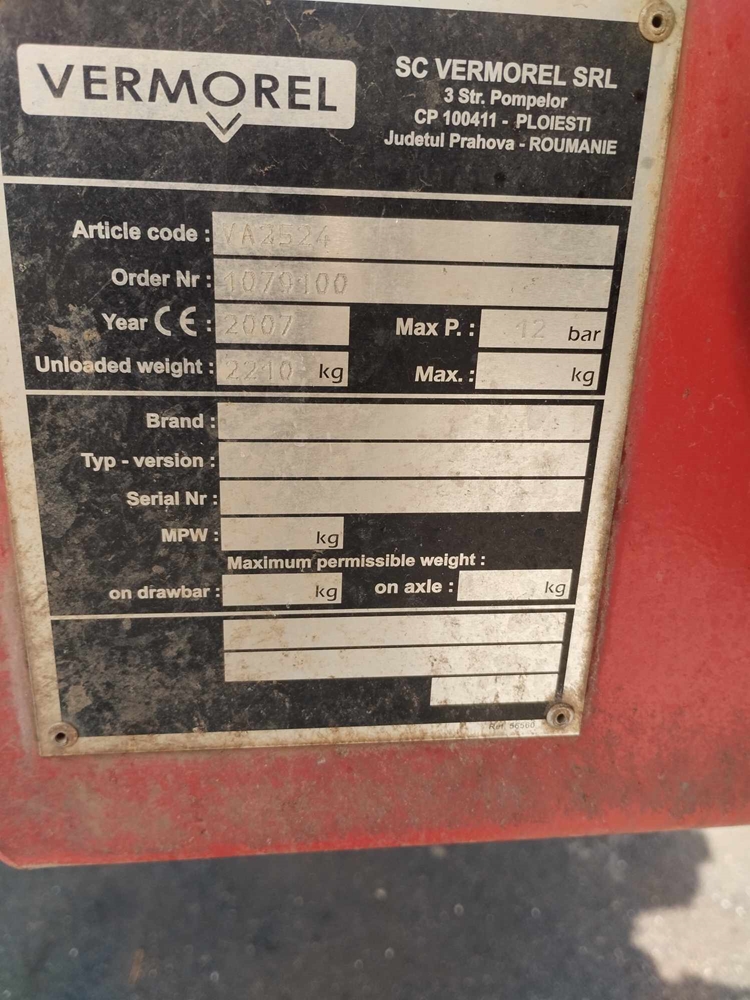 VERMOREL
SC VERMOREL SRL
3 Str. Pompelor
CP 100411 - PLOIESTI
Judetul Prahova - ROUMANIE
Article code : VA2524
Order Nr : 1079100
Year CE : 2007 Max P. : 12 bar
Unloaded weight : 2210 kg Max. : kg
Brand :
Typ - version :
Serial Nr :
MPW : kg
Maximum permissible weight :
on drawbar : kg on axle : kg
Ref. 56560